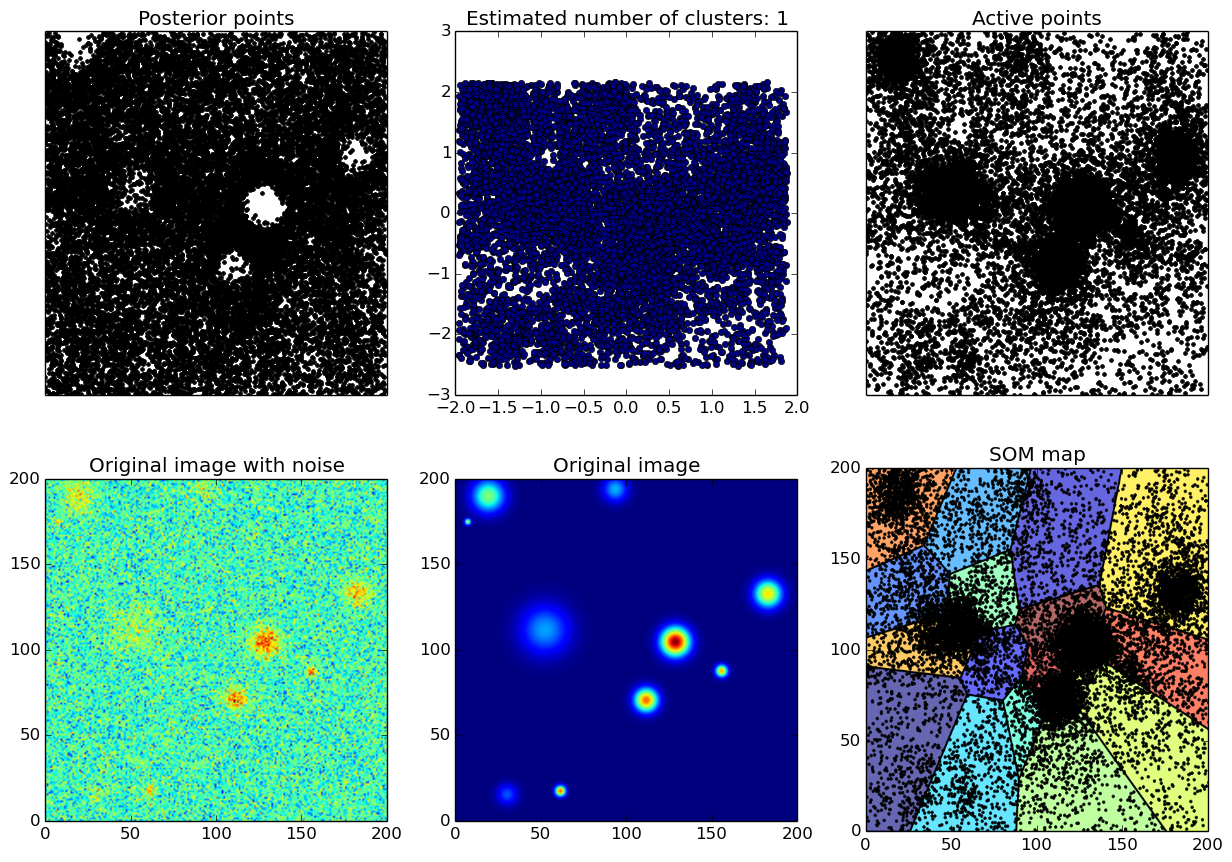 Posterior points
Estimated number of clusters: 1
Active points
3
2
1
0
−1
−2
−3
−2.0 −1.5 −1.0 −0.5 0.0 0.5 1.0 1.5 2.0
Original image with noise
Original image
SOM map
200
150
100
50
0
0 50 100 150 200
200
150
100
50
0
0 50 100 150 200
200
150
100
50
0
0 50 100 150 200